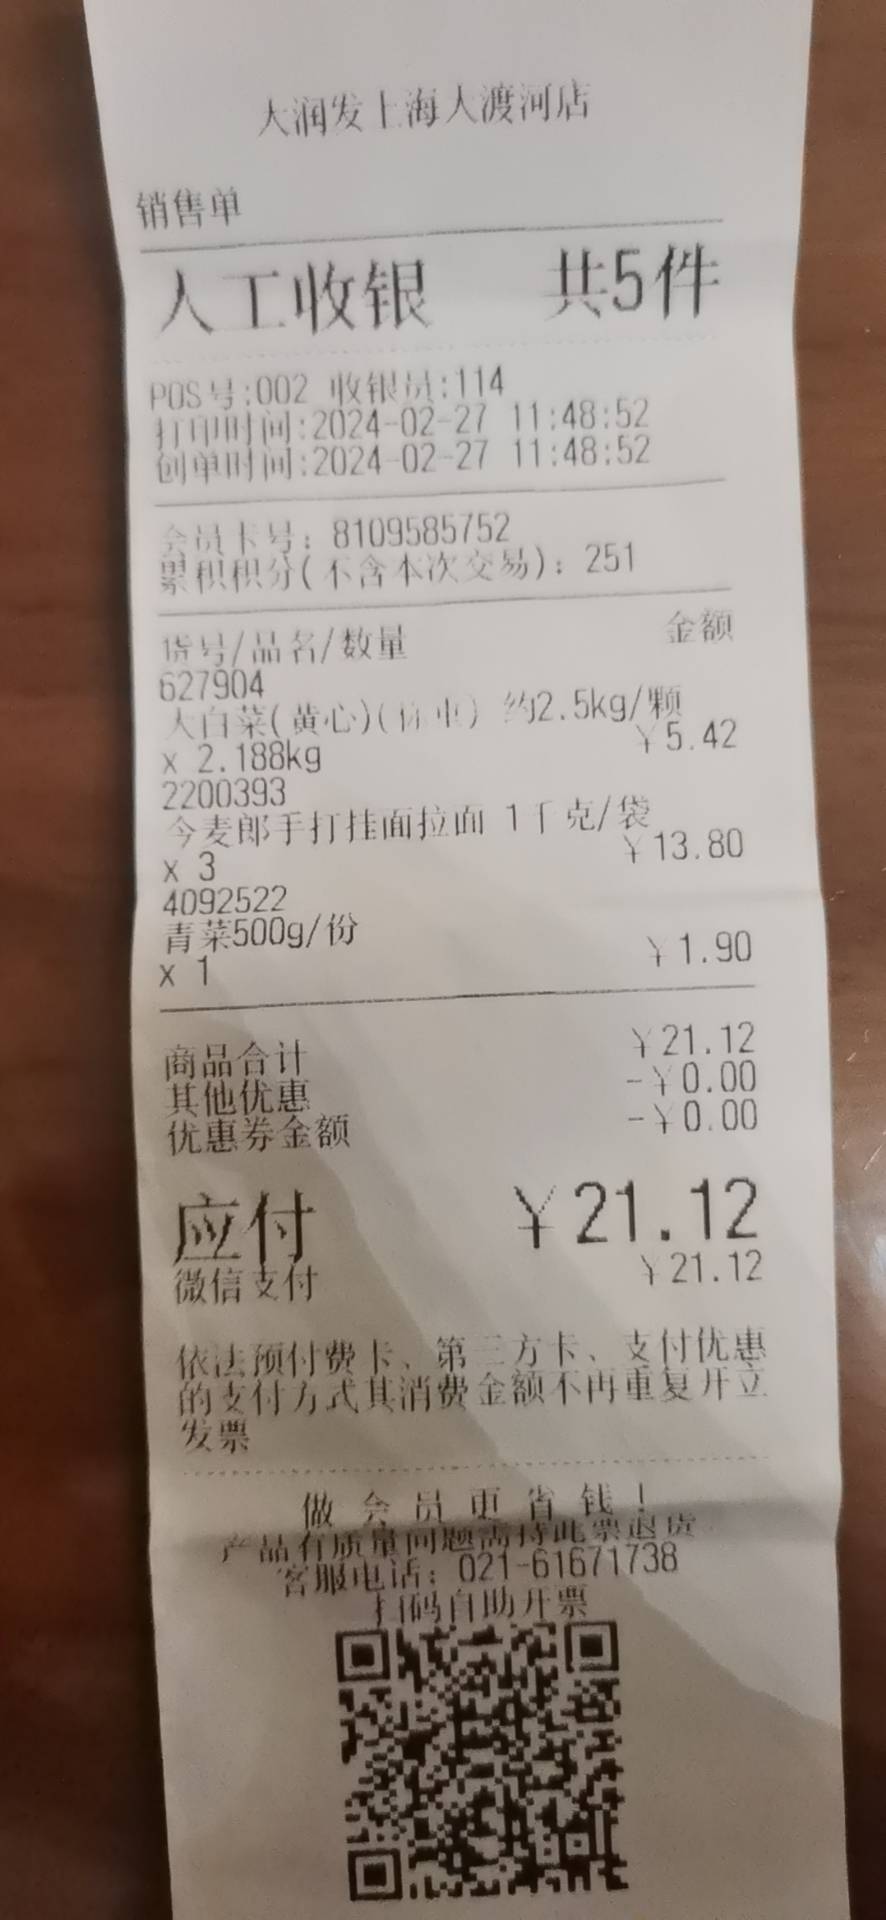 大润发上海大渡河店
销售单
人工收银 共5件
POS号:002 收银员:114
打印时间:2024-02-27 11:48:52
创单时间:2024-02-27 11:48:52
会员卡号: 8109585752
累积积分(不含本次交易): 251
货号/品名/数量 金额
627904
大白菜(黄心)(称重) 约2.5kg/颗
x 2.188kg ¥5.42
2200393
今麦郎手打挂面拉面 1千克/袋
x 3 ¥13.80
4092522
青菜500g/份
x 1 ¥1.90
商品合计 ¥21.12
其他优惠 -¥0.00
优惠券金额 -¥0.00
应付 ¥21.12
微信支付 ¥21.12
依法预付费卡、第三方卡、支付优惠
的支付方式其消费金额不再重复开立
发票
做会员更省钱!
产品有质量问题需持此票退货
客服电话: 021-61671738
扫码自助开票